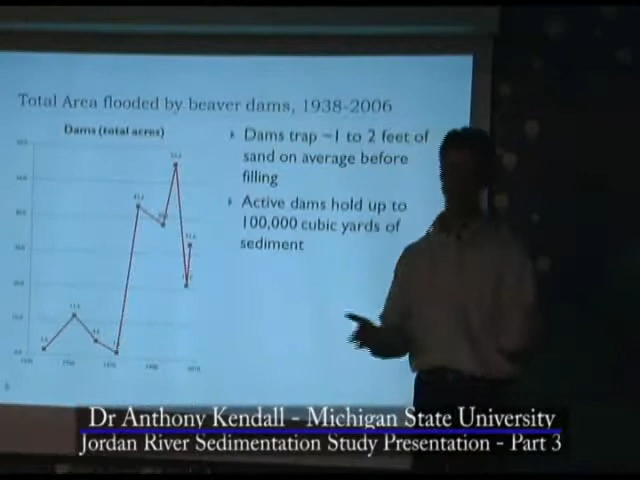 Total Area flooded by beaver dams, 1938-2006
Dams (total acres)
Dams trap ~1 to 2 feet of
sand on average before
filling
Active dams hold up to
100,000 cubic yards of
sediment
Dr Anthony Kendall - Michigan State University
Jordan River Sedimentation Study Presentation - Part 3